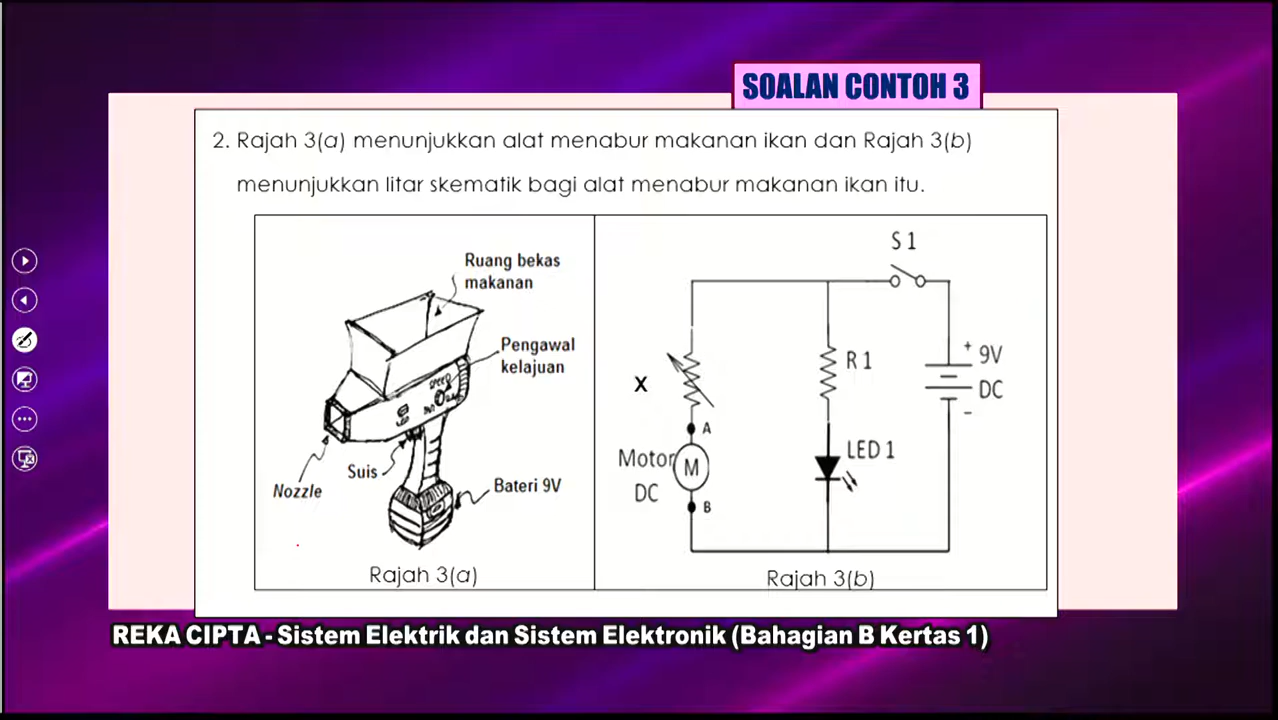 SOALAN CONTOH 3
2. Rajah 3(a) menunjukkan alat menabur makanan ikan dan Rajah 3(b)
menunjukkan litar skematik bagi alat menabur makanan ikan itu.
Ruang bekas
makanan
Pengawal
kelajuan
SPEED
Suis
Nozzle
Bateri 9V
Rajah 3(a)
S 1
X
R 1
+ 9V
DC
-
A
Motor
DC
M
B
LED 1
Rajah 3(b)
REKA CIPTA - Sistem Elektrik dan Sistem Elektronik (Bahagian B Kertas 1)